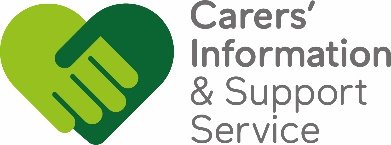 Carers’
Information
& Support
Service